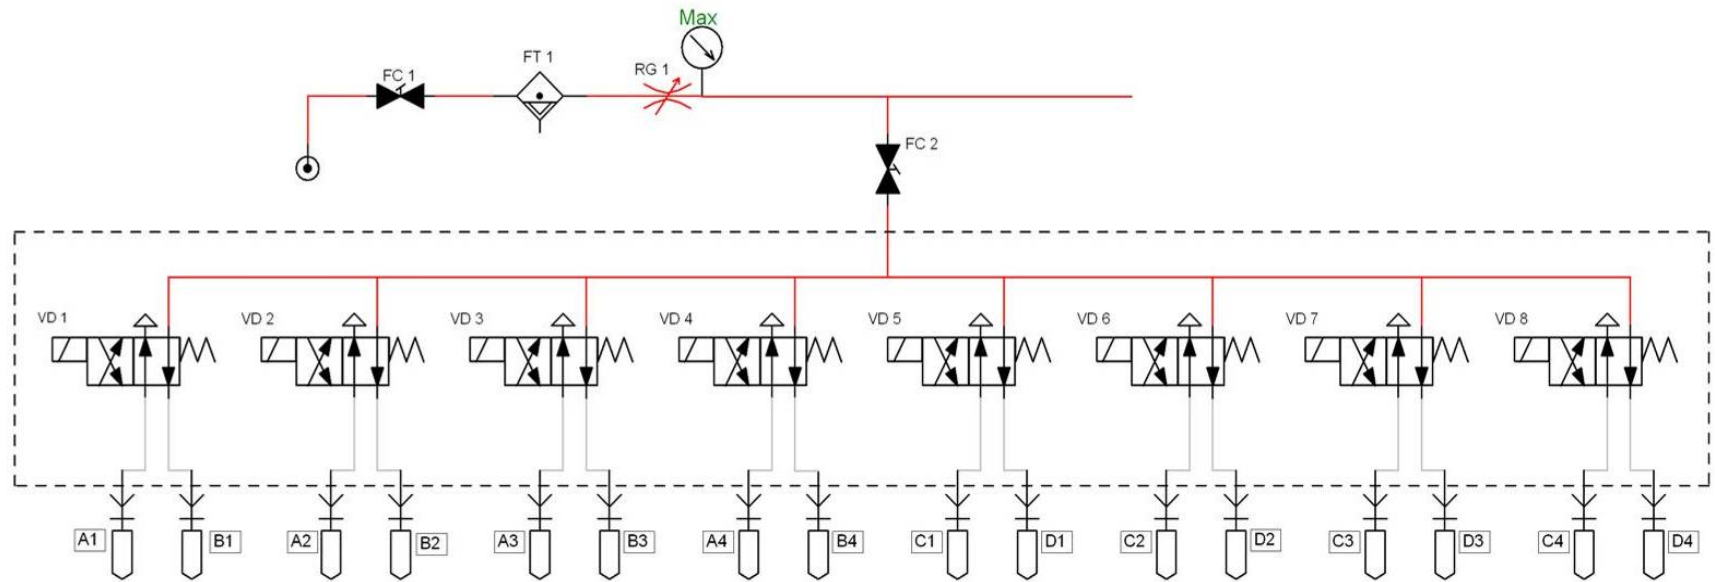 Max
FT 1
RG 1
FC 1
FC 2
VD 1
VD 2
VD 3
VD 4
VD 5
VD 6
VD 7
VD 8
A1
B1
A2
B2
A3
B3
A4
B4
C1
D1
C2
D2
C3
D3
C4
D4